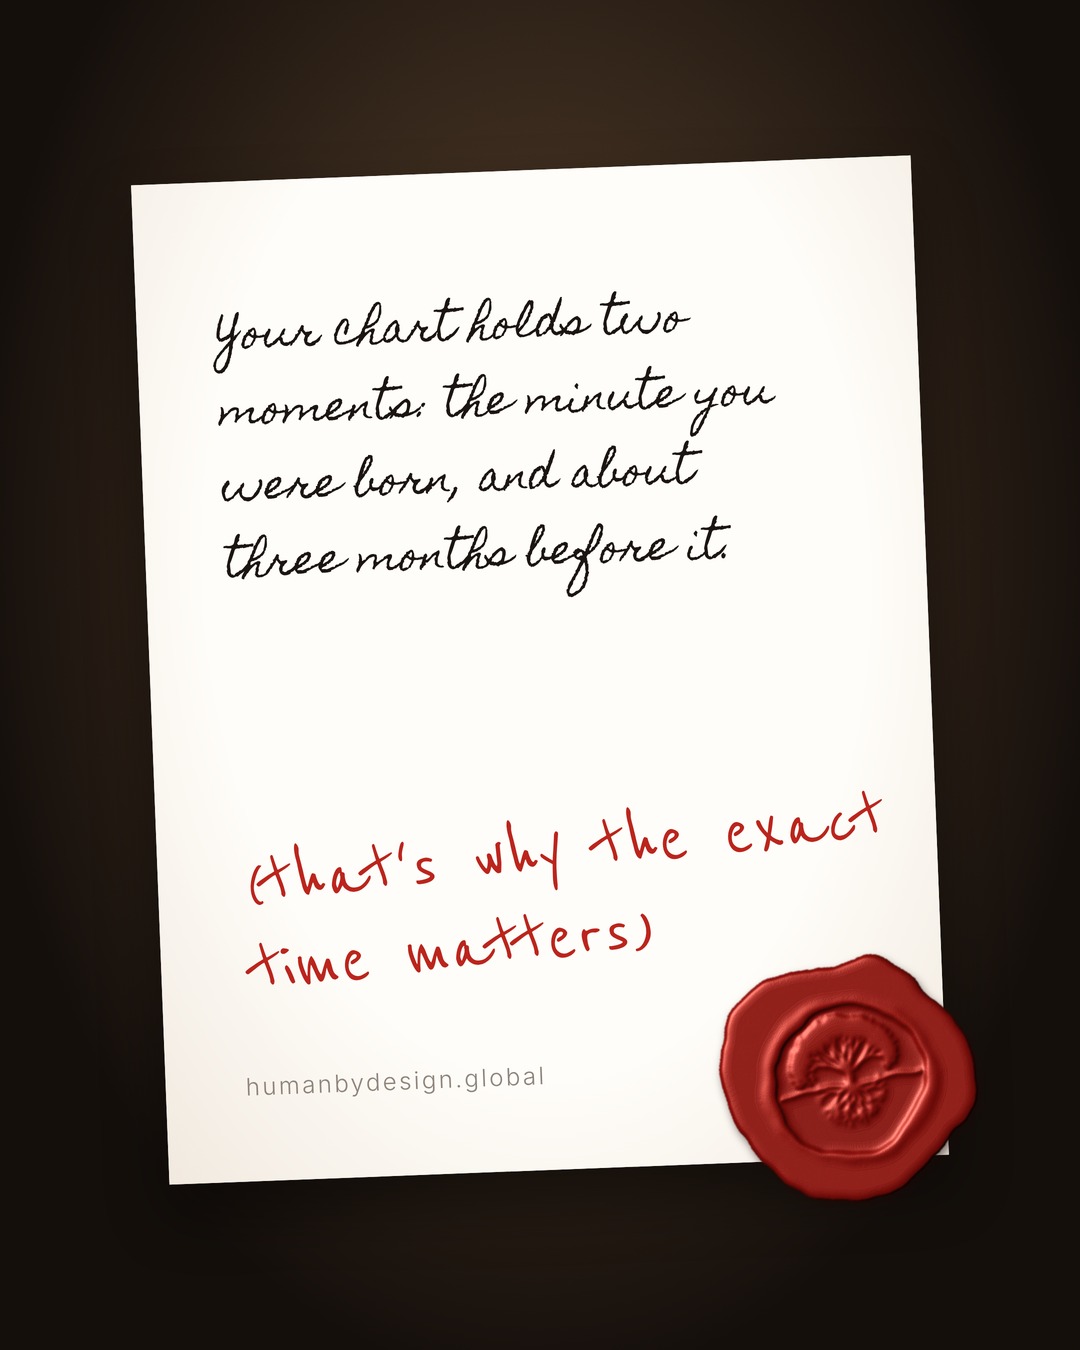 Your chart holds two
moments: the minute you
were born, and about
three months before it.
(that's why the exact
time matters)
humanbydesign.global